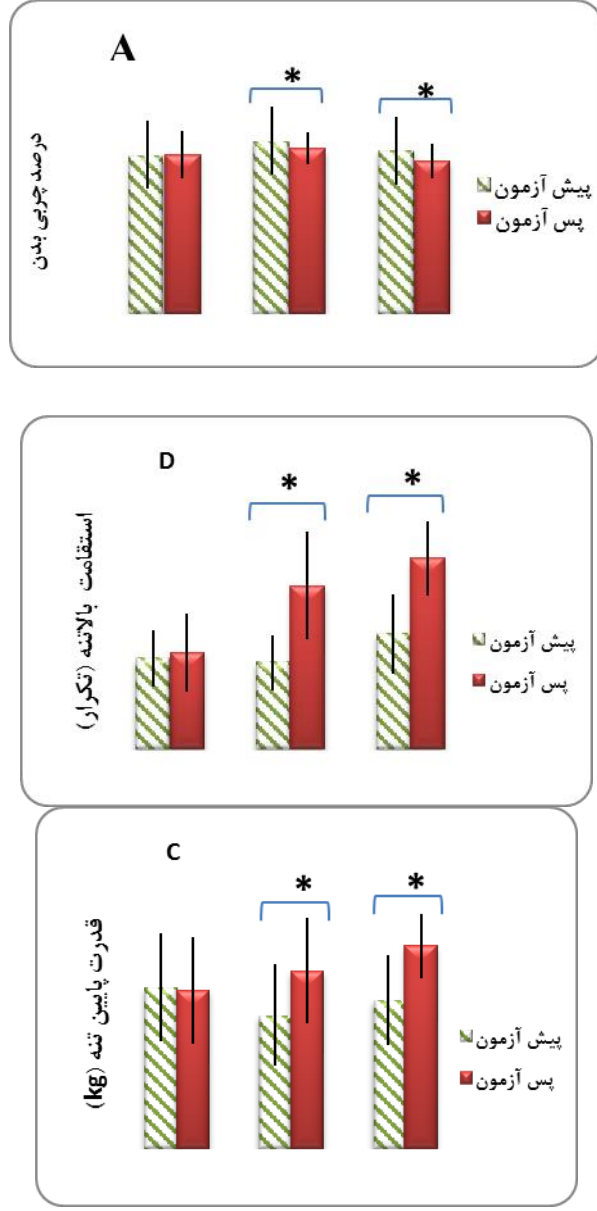 A
*
*
درصد چربی بدن
پیش آزمون
پس آزمون
D
*
*
استقامت بالاتنه (تکرار)
پیش آزمون
پس آزمون
C
*
*
قدرت پایین تنه (kg)
پیش آزمون
پس آزمون